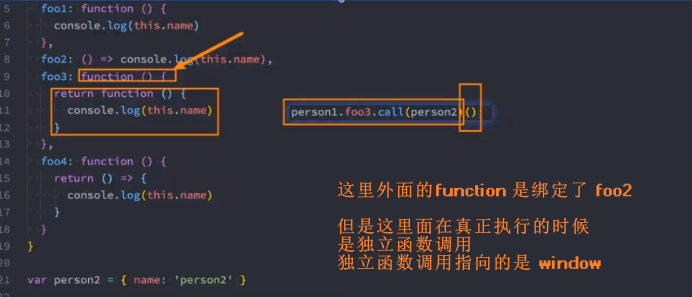 5 foo1: function () {
6 console.log(this.name)
7 },
8 foo2: () => console.log(this.name),
9 foo3: function () {
10 return function () {
11 console.log(this.name)
12 }
13 },
14 foo4: function () {
15 return () => {
16 console.log(this.name)
17 }
18 }
19 }
20
21 var person2 = { name: 'person2' }
person1.foo3.call(person2)()
这里外面的function 是绑定了 foo2
但是这里面在真正执行的时候
是独立函数调用
独立函数调用指向的是 window